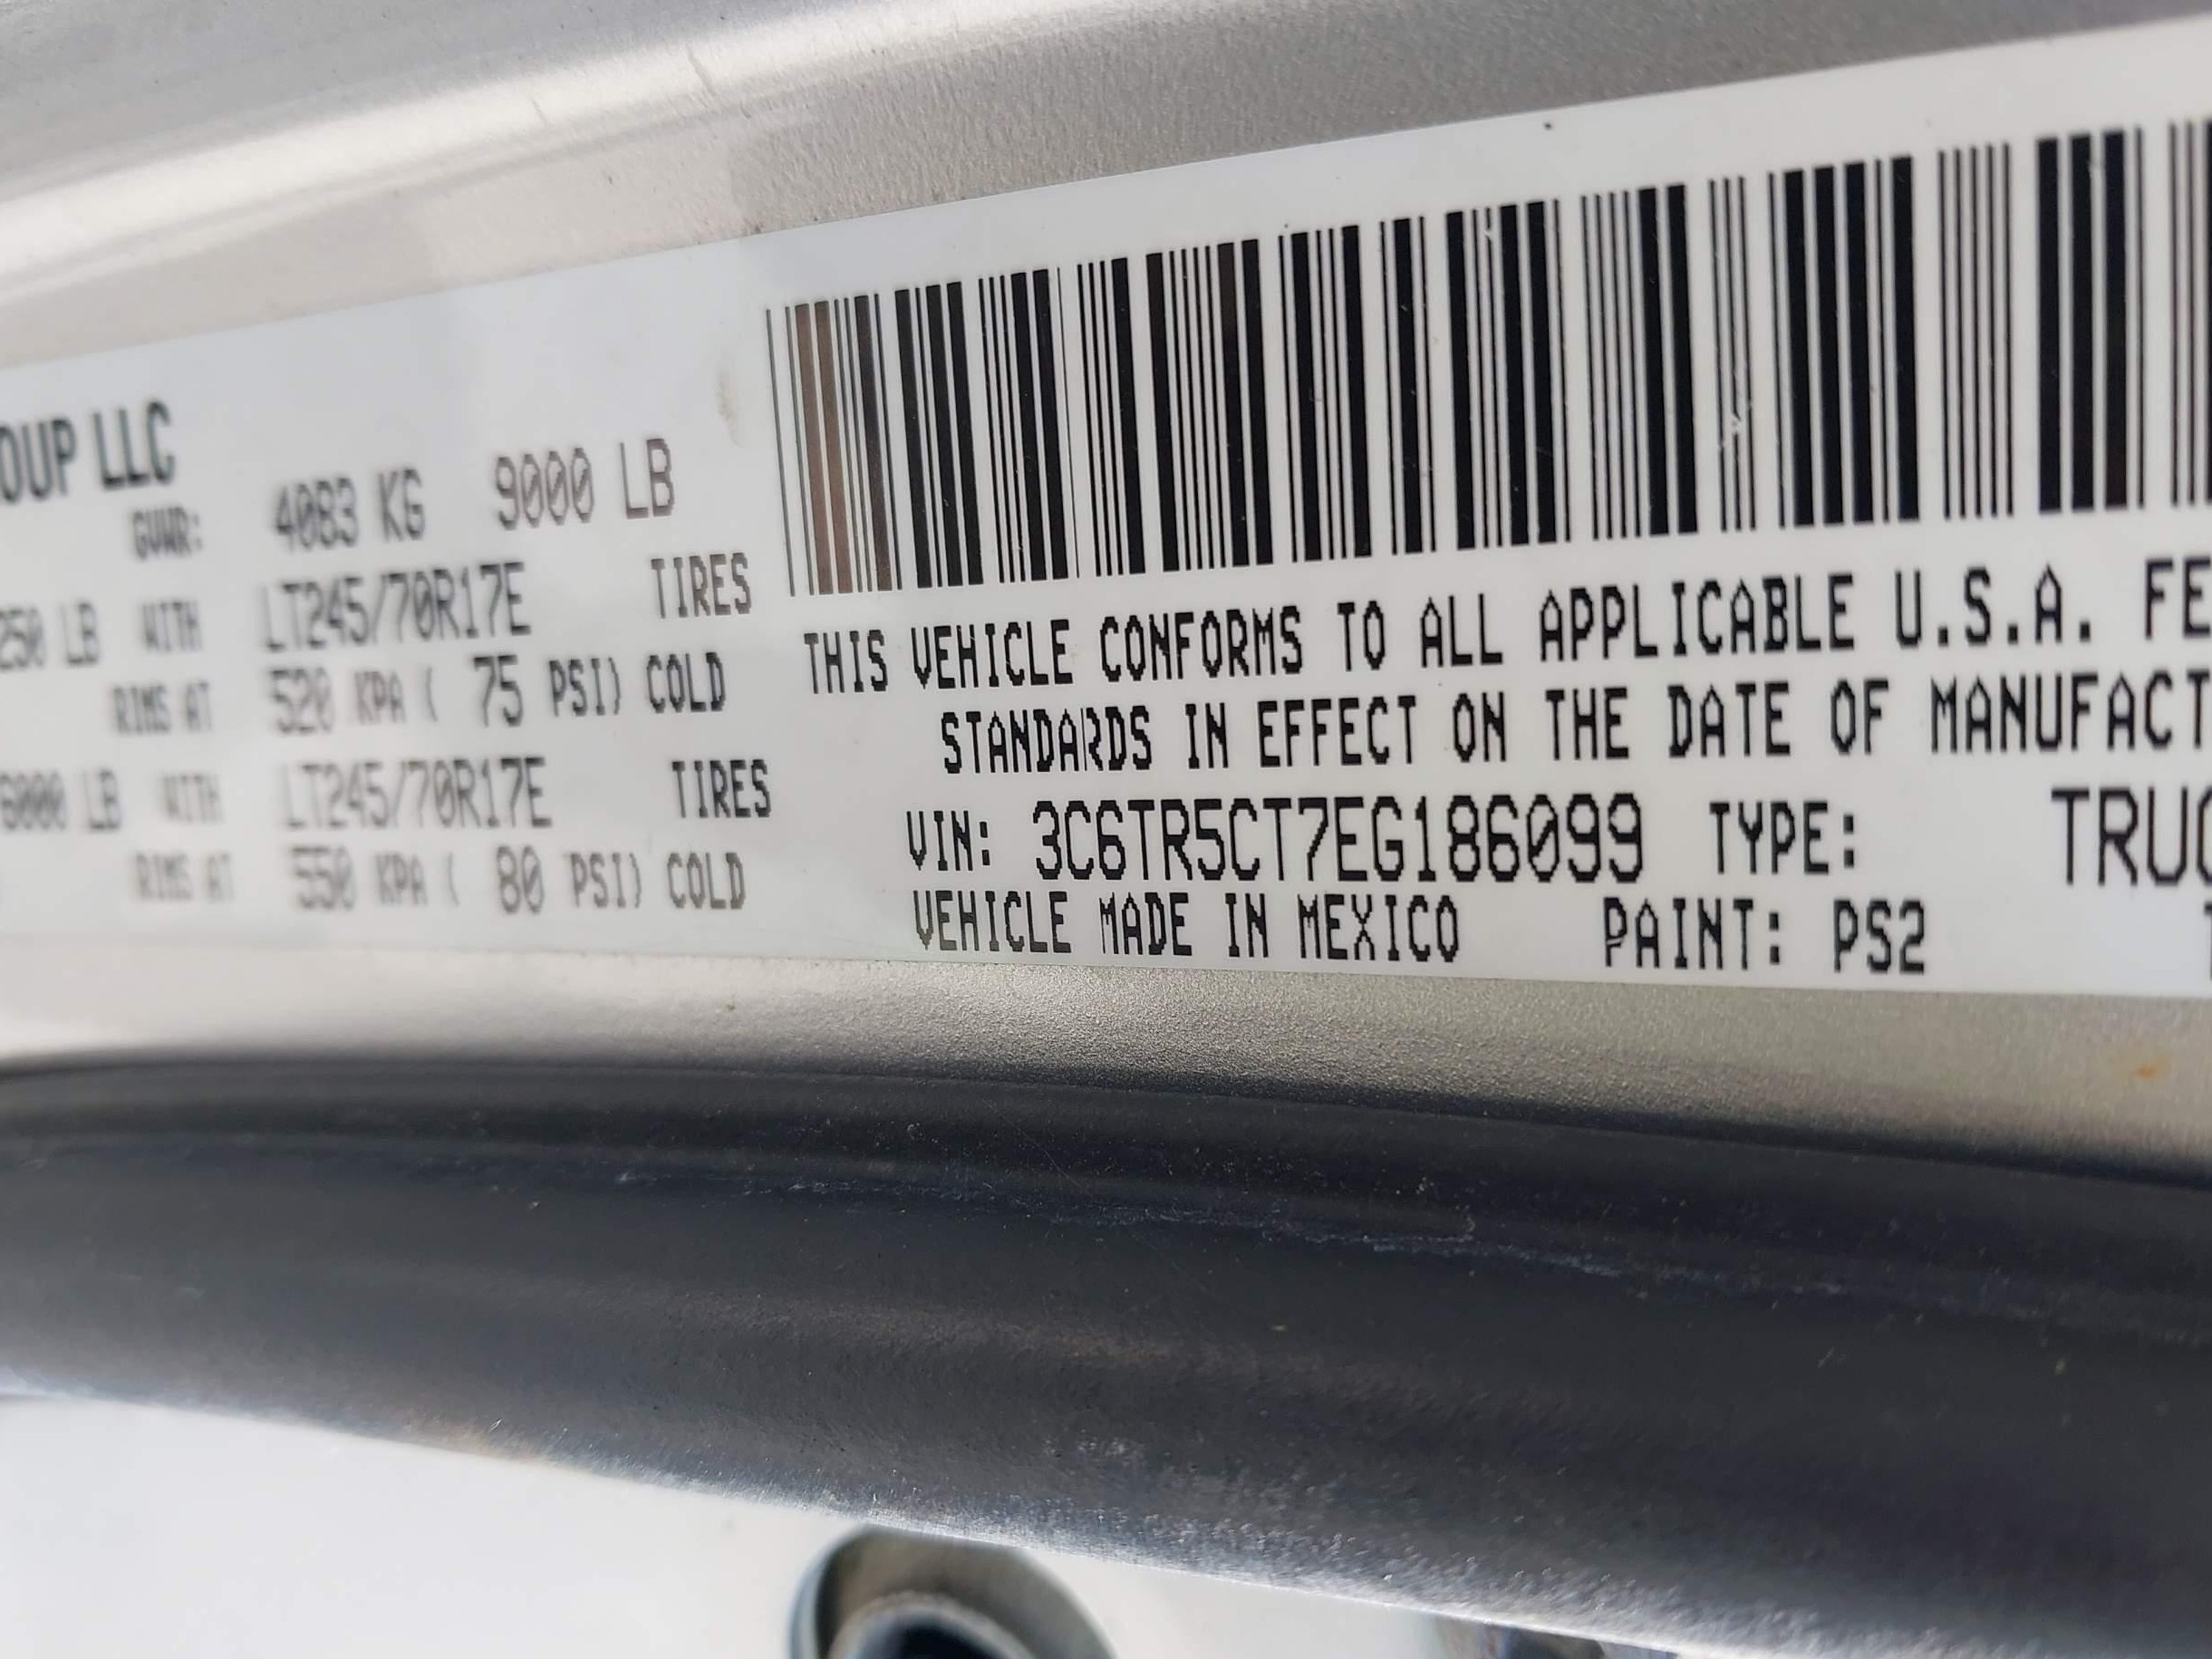 OUP LLC
GVWR: 4083 KG 9000 LB
250 LB WITH LT245/70R17E TIRES
RIMS AT 520 KPA ( 75 PSI) COLD
6000 LB WITH LT245/70R17E TIRES
RIMS AT 550 KPA ( 80 PSI) COLD
THIS VEHICLE CONFORMS TO ALL APPLICABLE U.S.A. FE
STANDARDS IN EFFECT ON THE DATE OF MANUFACT
VIN: 3C6TR5CT7EG186099 TYPE: TRUC
VEHICLE MADE IN MEXICO PAINT: PS2